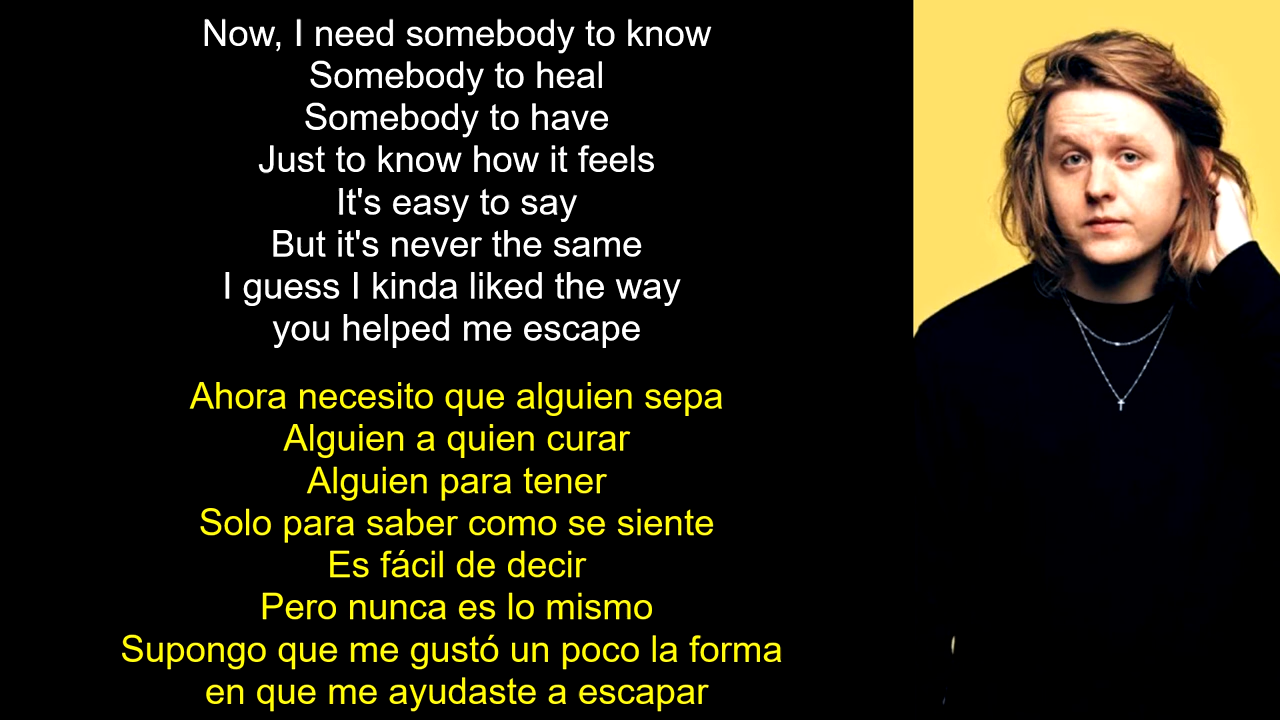 Now, I need somebody to know
Somebody to heal
Somebody to have
Just to know how it feels
It's easy to say
But it's never the same
I guess I kinda liked the way
you helped me escape
Ahora necesito que alguien sepa
Alguien a quien curar
Alguien para tener
Solo para saber como se siente
Es fácil de decir
Pero nunca es lo mismo
Supongo que me gustó un poco la forma
en que me ayudaste a escapar